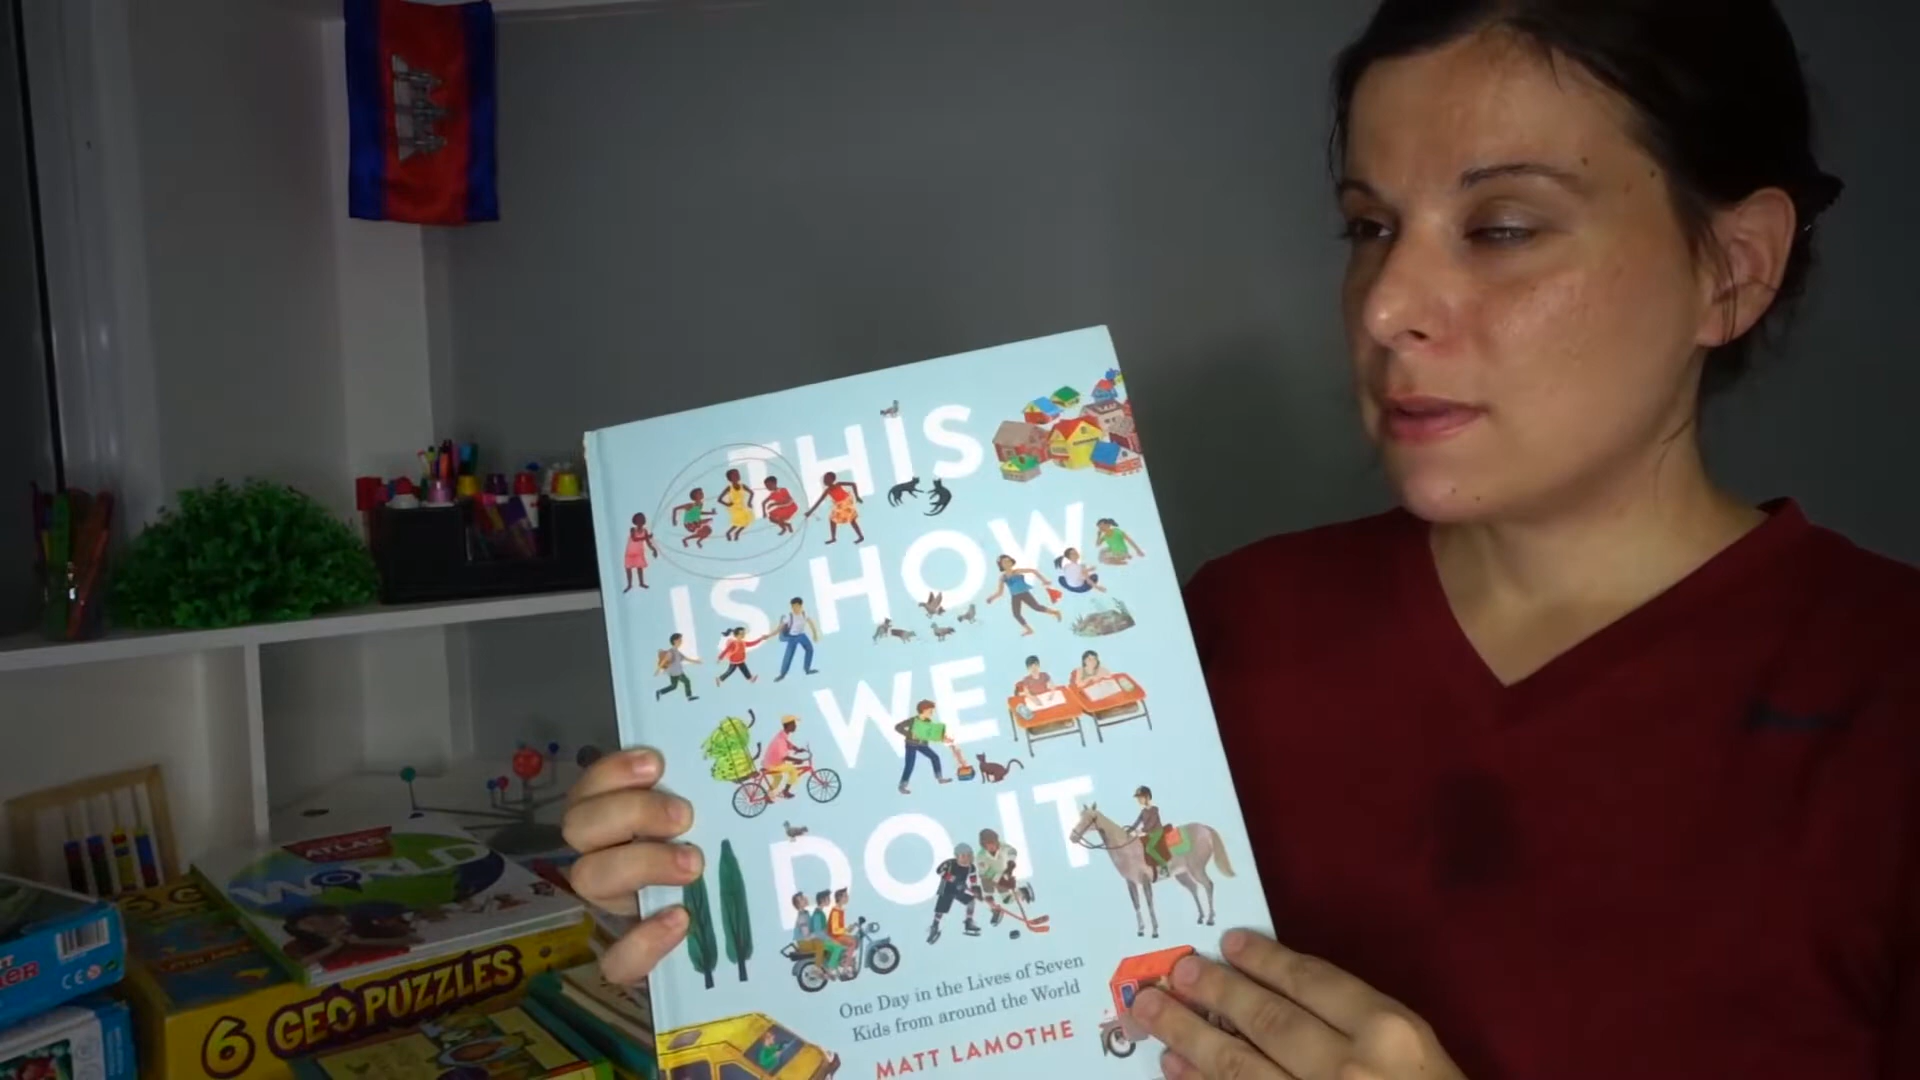 THIS
IS HOW
WE
DO IT
One Day in the Lives of Seven
Kids from around the World
MATT LAMOTHE
ATLAS
WORLD
6 GEO PUZZLES